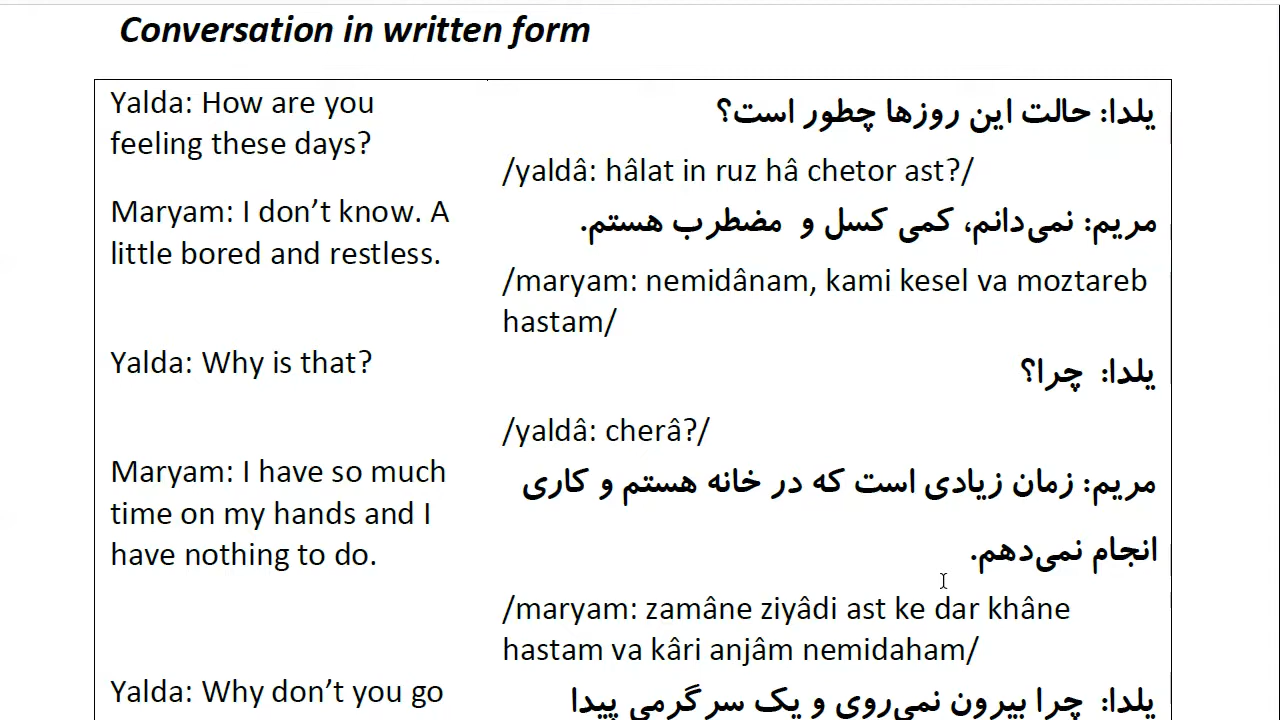 Conversation in written form
Yalda: How are you
feeling these days?
یلدا: حالت این روزها چطور است؟
/yaldâ: hâlat in ruz hâ chetor ast?/
Maryam: I don’t know. A
little bored and restless.
مریم: نمی‌دانم، کمی کسل و مضطرب هستم.
/maryam: nemidânam, kami kesel va moztareb
hastam/
Yalda: Why is that?
یلدا: چرا؟
/yaldâ: cherâ?/
Maryam: I have so much
time on my hands and I
have nothing to do.
مریم: زمان زیادی است که در خانه هستم و کاری
انجام نمی‌دهم.
/maryam: zamâne ziyâdi ast ke dar khâne
hastam va kâri anjâm nemidaham/
Yalda: Why don’t you go
یلدا: چرا بیرون نمی‌روی و یک سرگرمی پیدا